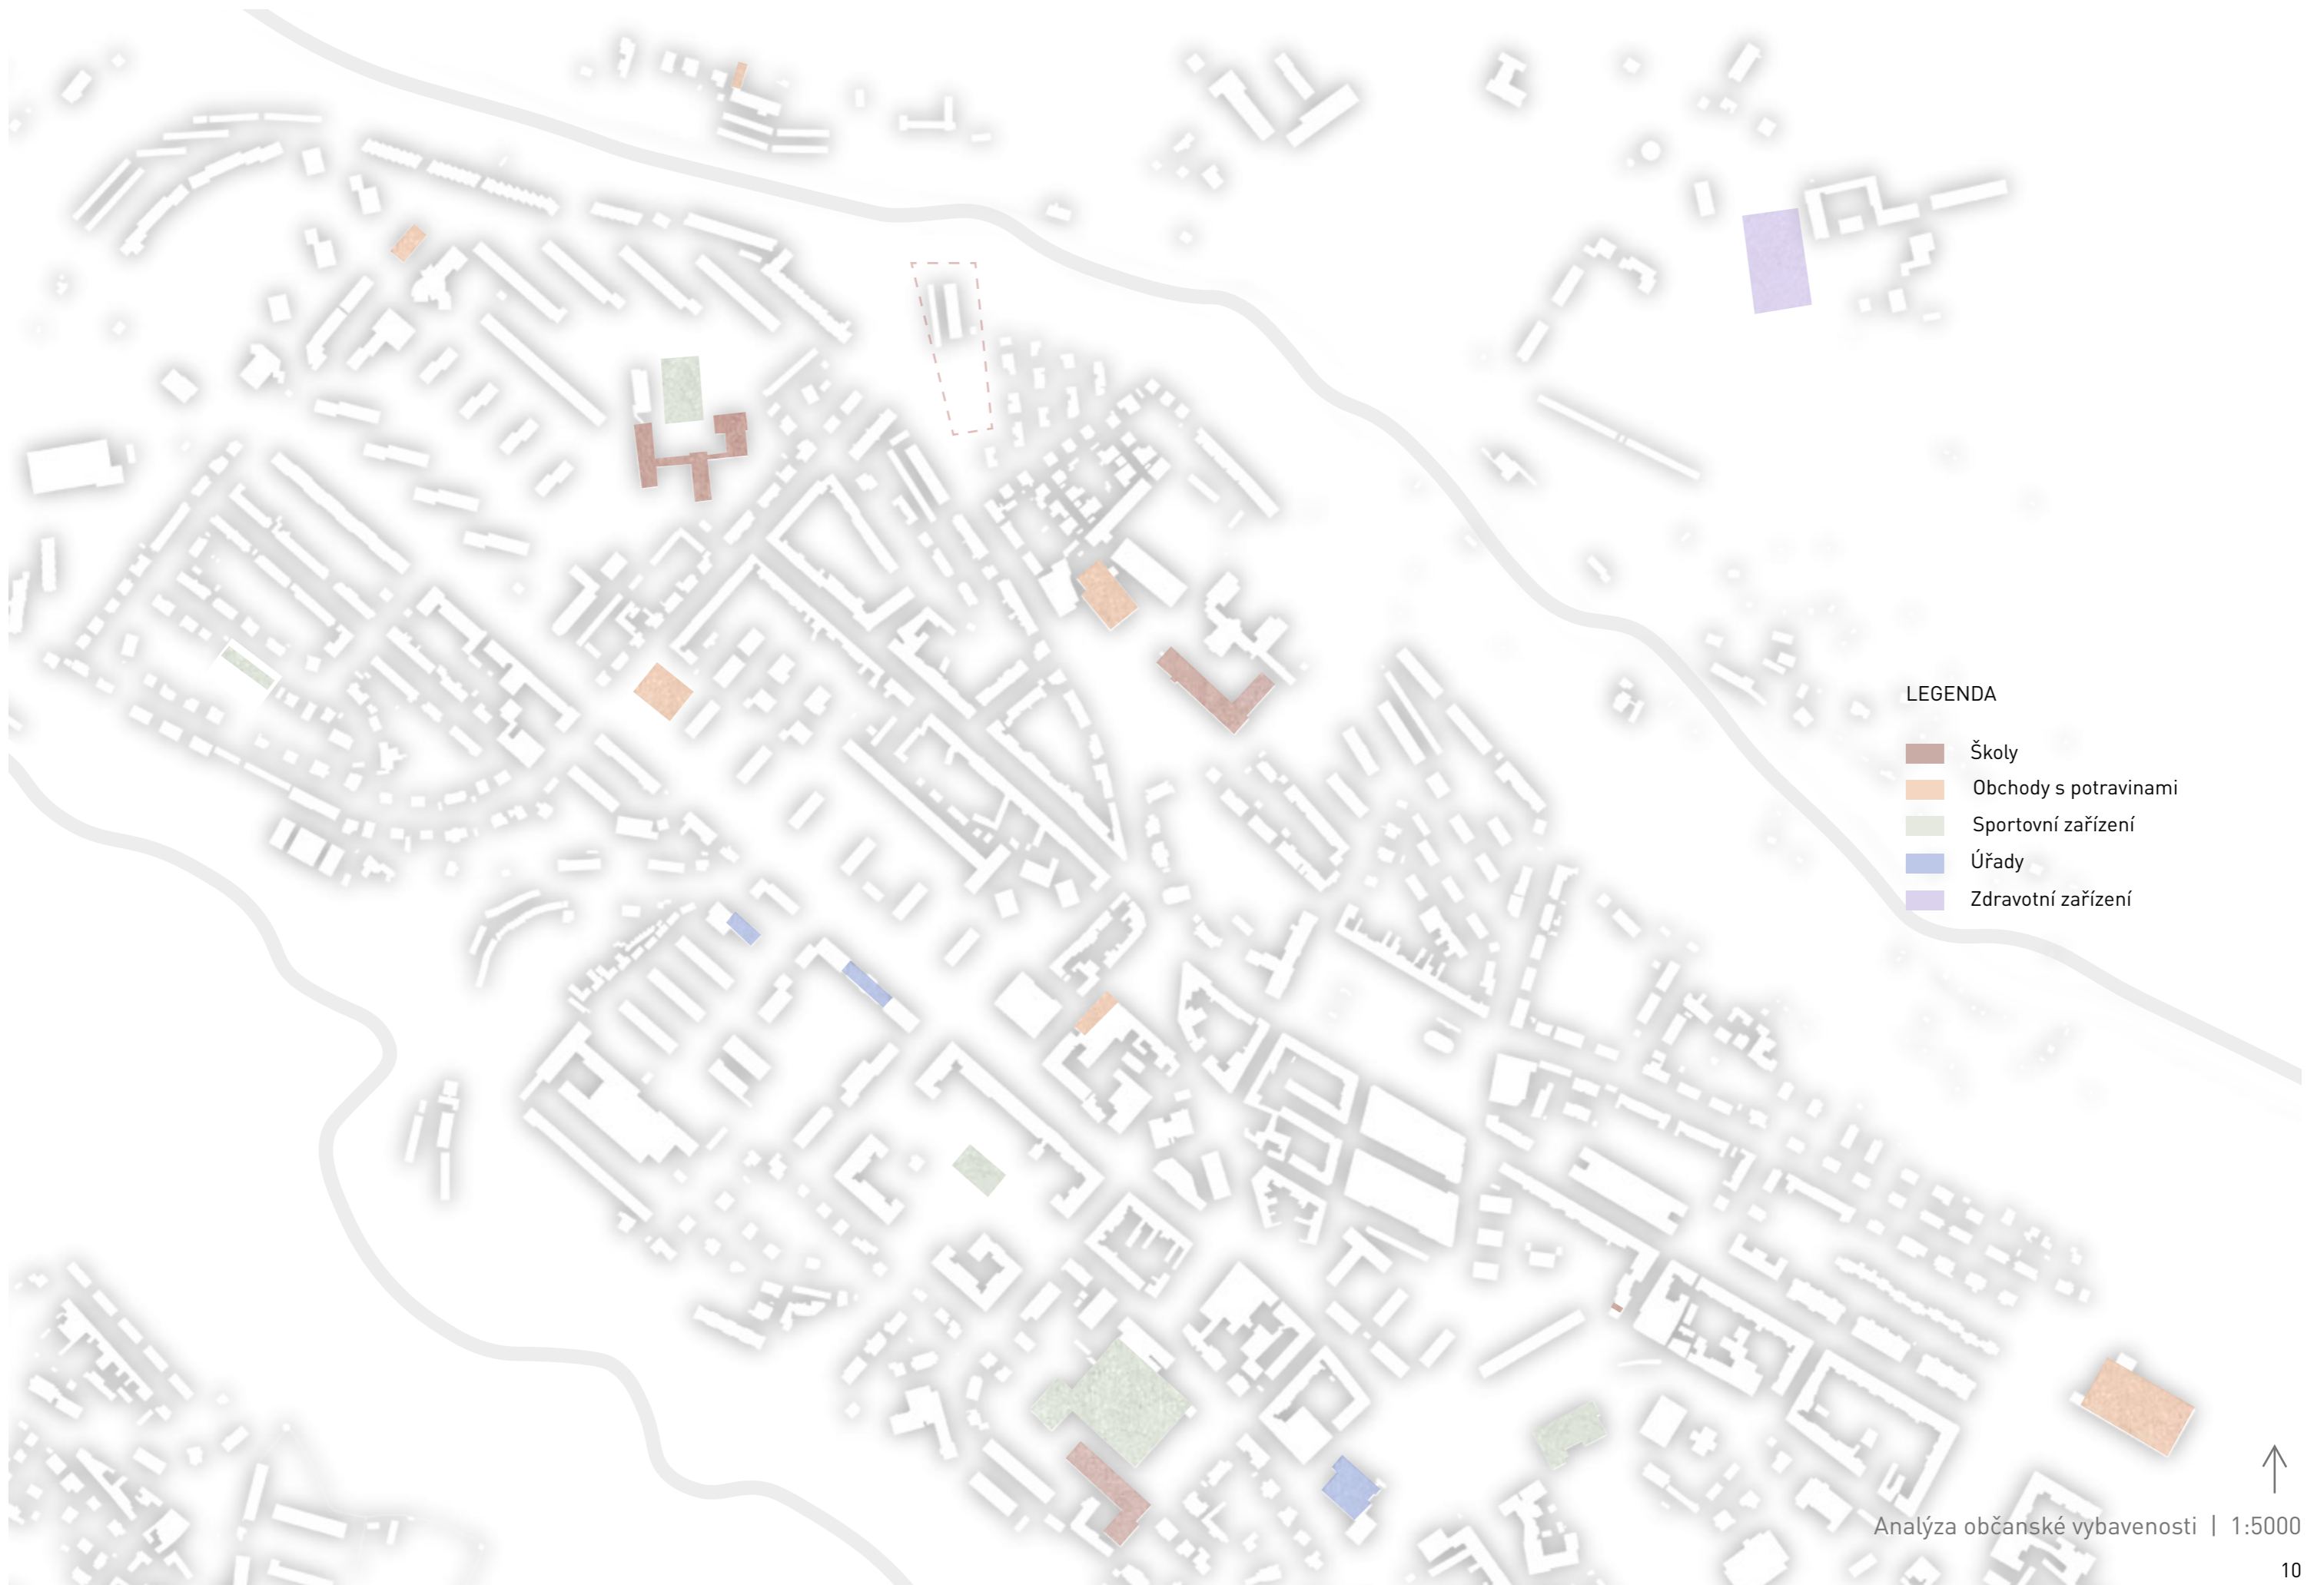 LEGENDA
Školy
Obchody s potravinami
Sportovní zařízení
Úřady
Zdravotní zařízení
Analýza občanské vybavenosti | 1:5000
10